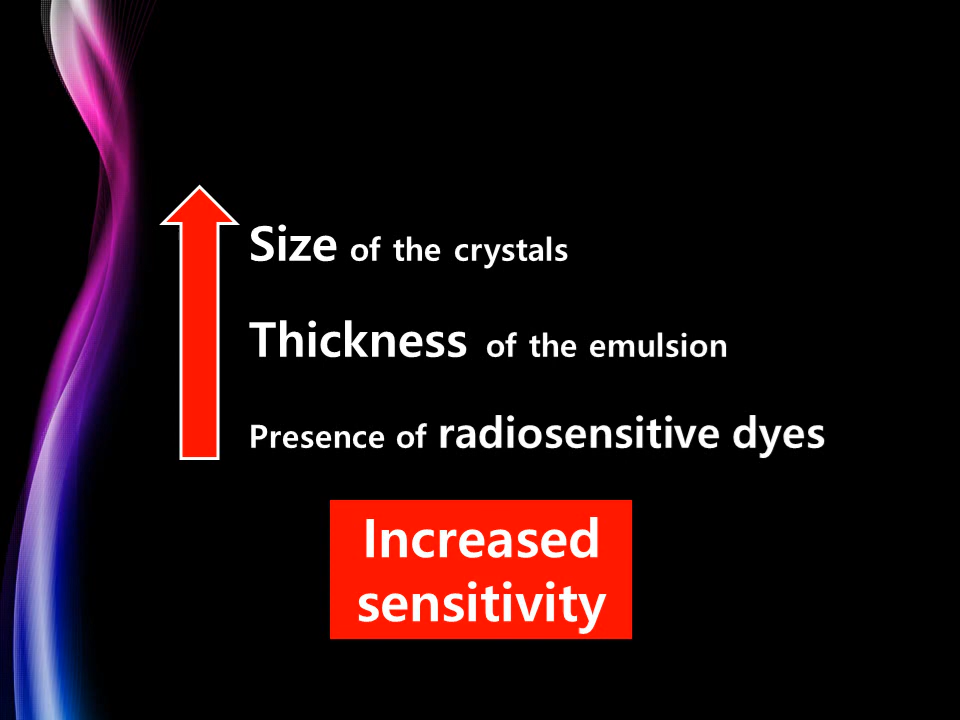 Size of the crystals
Thickness of the emulsion
Presence of radiosensitive dyes
Increased
sensitivity